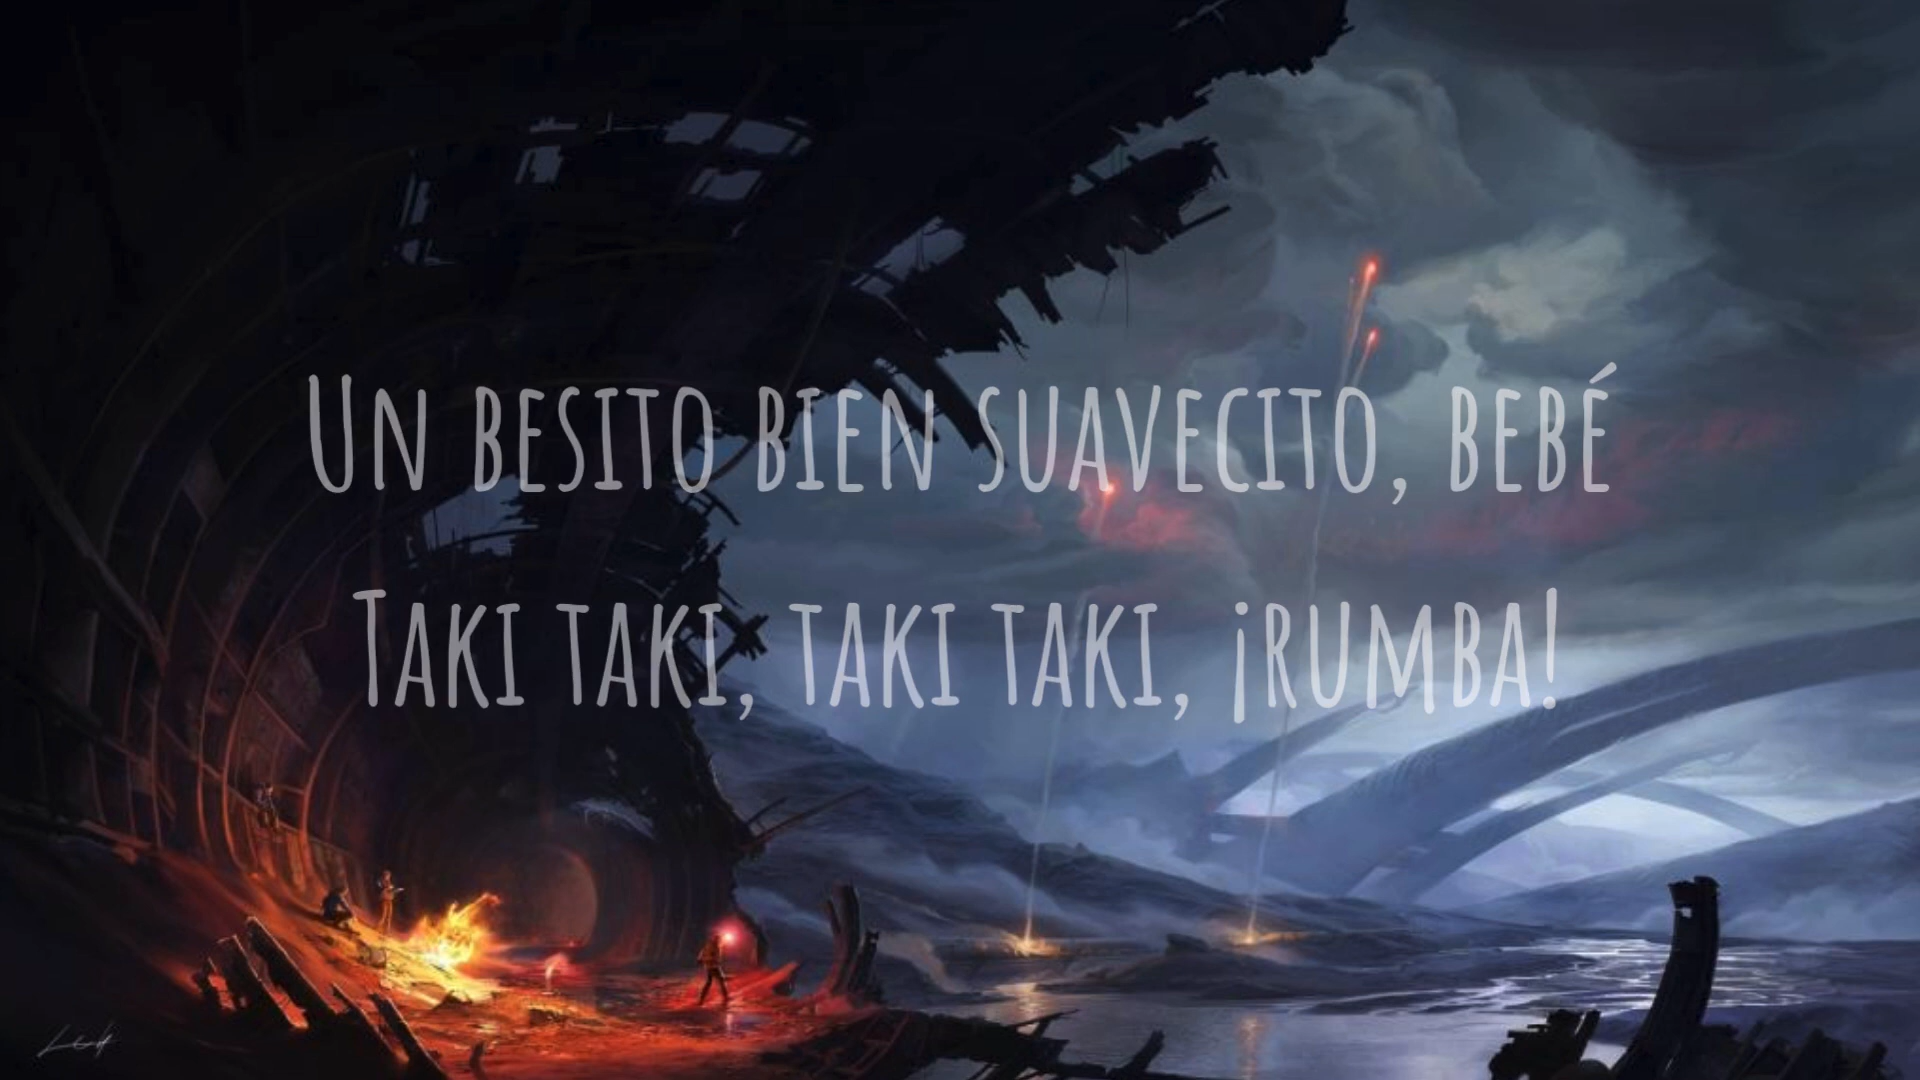 Un besito bien suavecito, bebé
Taki taki, taki taki, ¡rumba!